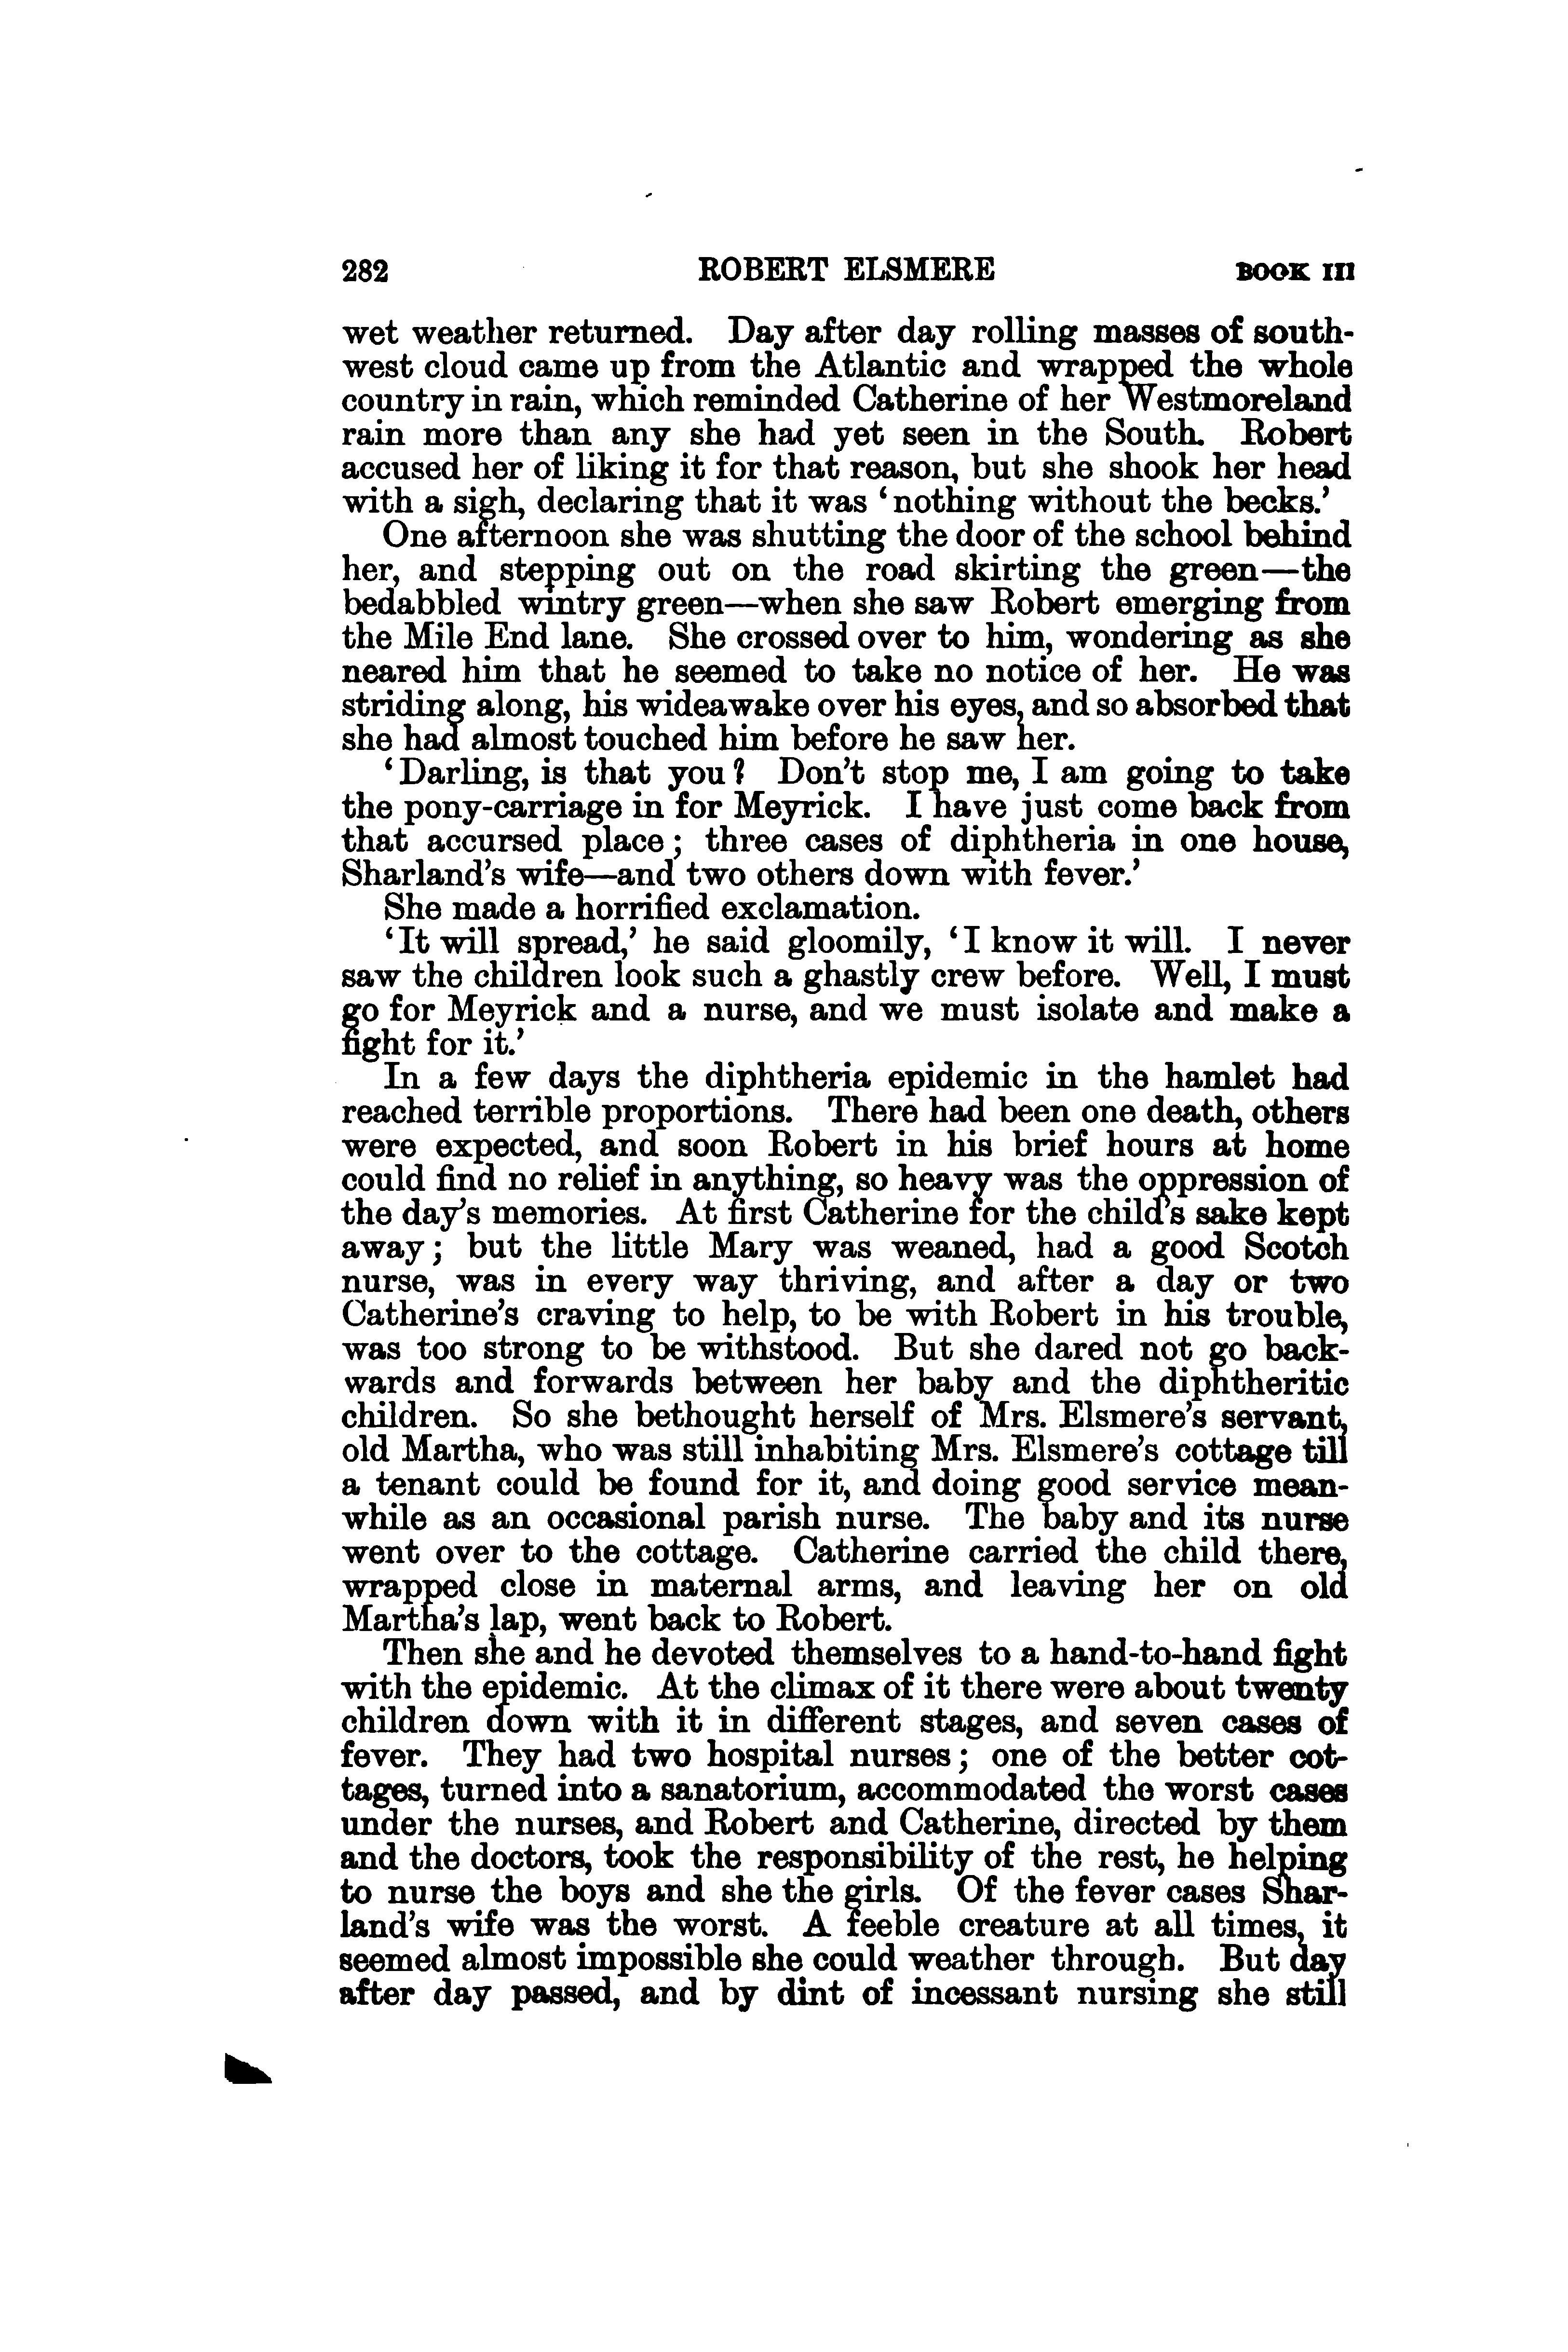 282 ROBERT ELSMERE BOOK III
wet weather returned. Day after day rolling masses of south-
west cloud came up from the Atlantic and wrapped the whole
country in rain, which reminded Catherine of her Westmoreland
rain more than any she had yet seen in the South. Robert
accused her of liking it for that reason, but she shook her head
with a sigh, declaring that it was ‘nothing without the becks.’
One afternoon she was shutting the door of the school behind
her, and stepping out on the road skirting the green—the
bedabbled wintry green—when she saw Robert emerging from
the Mile End lane. She crossed over to him, wondering as she
neared him that he seemed to take no notice of her. He was
striding along, his wideawake over his eyes, and so absorbed that
she had almost touched him before he saw her.
‘Darling, is that you? Don’t stop me, I am going to take
the pony-carriage in for Meyrick. I have just come back from
that accursed place; three cases of diphtheria in one house,
Sharland’s wife—and two others down with fever.’
She made a horrified exclamation.
‘It will spread,’ he said gloomily, ‘I know it will. I never
saw the children look such a ghastly crew before. Well, I must
go for Meyrick and a nurse, and we must isolate and make a
fight for it.’
In a few days the diphtheria epidemic in the hamlet had
reached terrible proportions. There had been one death, others
were expected, and soon Robert in his brief hours at home
could find no relief in anything, so heavy was the oppression of
the day’s memories. At first Catherine for the child’s sake kept
away; but the little Mary was weaned, had a good Scotch
nurse, was in every way thriving, and after a day or two
Catherine’s craving to help, to be with Robert in his trouble,
was too strong to be withstood. But she dared not go back-
wards and forwards between her baby and the diphtheritic
children. So she bethought herself of Mrs. Elsmere’s servant,
old Martha, who was still inhabiting Mrs. Elsmere’s cottage till
a tenant could be found for it, and doing good service mean-
while as an occasional parish nurse. The baby and its nurse
went over to the cottage. Catherine carried the child there,
wrapped close in maternal arms, and leaving her on old
Martha’s lap, went back to Robert.
Then she and he devoted themselves to a hand-to-hand fight
with the epidemic. At the climax of it there were about twenty
children down with it in different stages, and seven cases of
fever. They had two hospital nurses; one of the better cot-
tages, turned into a sanatorium, accommodated the worst cases
under the nurses, and Robert and Catherine, directed by them
and the doctors, took the responsibility of the rest, he helping
to nurse the boys and she the girls. Of the fever cases Shar-
land’s wife was the worst. A feeble creature at all times, it
seemed almost impossible she could weather through. But day
after day passed, and by dint of incessant nursing she still